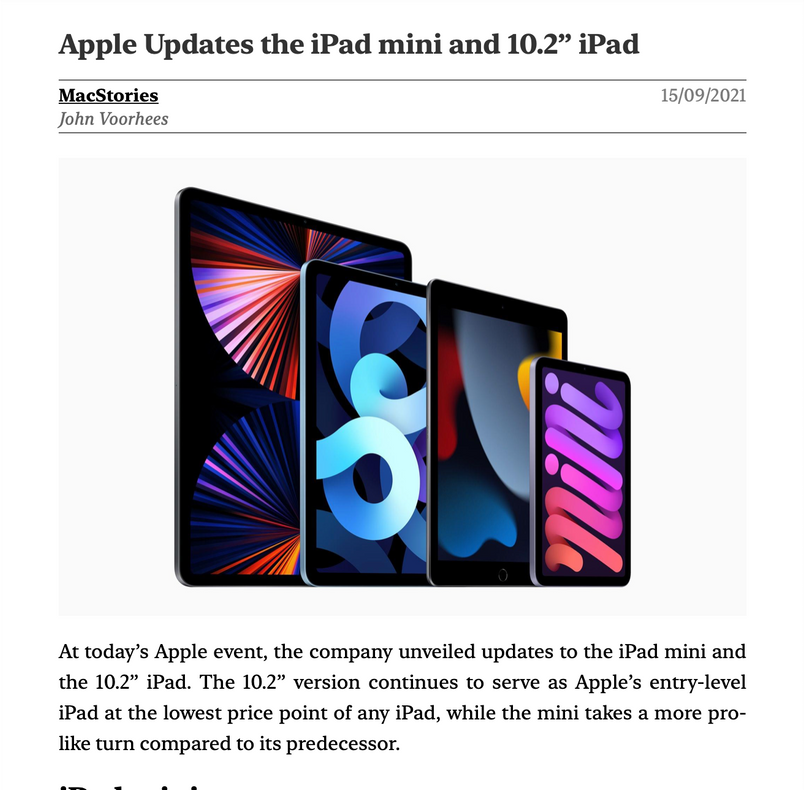 Apple Updates the iPad mini and 10.2” iPad
MacStories
15/09/2021
John Voorhees
mini
At today’s Apple event, the company unveiled updates to the iPad mini and
the 10.2” iPad. The 10.2” version continues to serve as Apple’s entry-level
iPad at the lowest price point of any iPad, while the mini takes a more pro-
like turn compared to its predecessor.
iPad mini